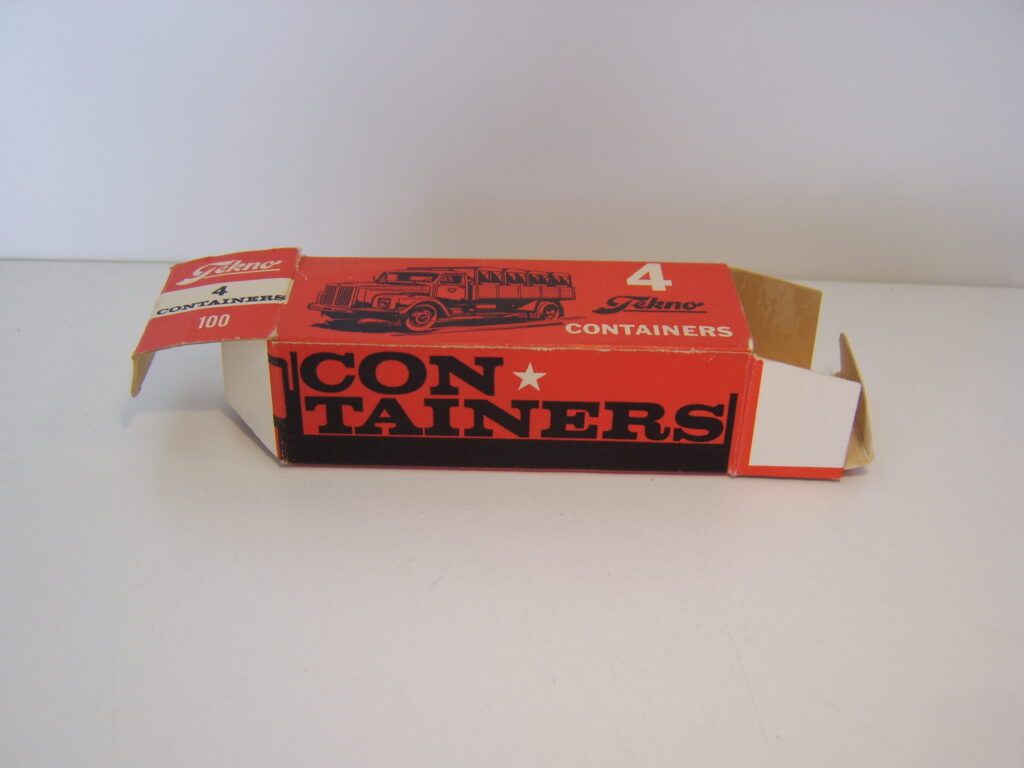 Tekno
4
CONTAINERS
100
4
Tekno
CONTAINERS
CON
TAINERS